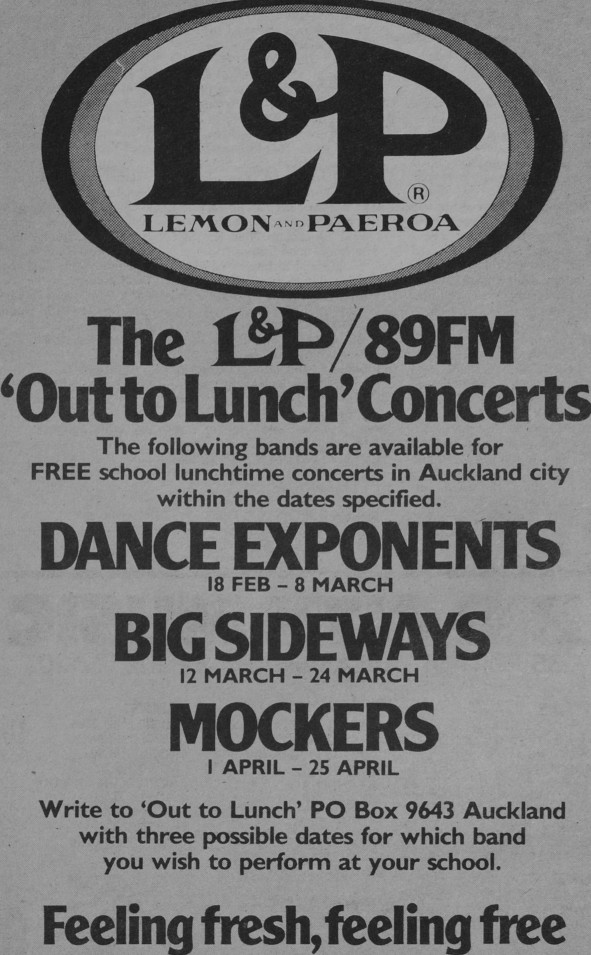 L&P®
LEMON AND PAEROA
The L&P/89FM
‘Out to Lunch’ Concerts
The following bands are available for
FREE school lunchtime concerts in Auckland city
within the dates specified.
DANCE EXPONENTS
18 FEB – 8 MARCH
BIG SIDEWAYS
12 MARCH – 24 MARCH
MOCKERS
1 APRIL – 25 APRIL
Write to ‘Out to Lunch’ PO Box 9643 Auckland
with three possible dates for which band
you wish to perform at your school.
Feeling fresh, feeling free